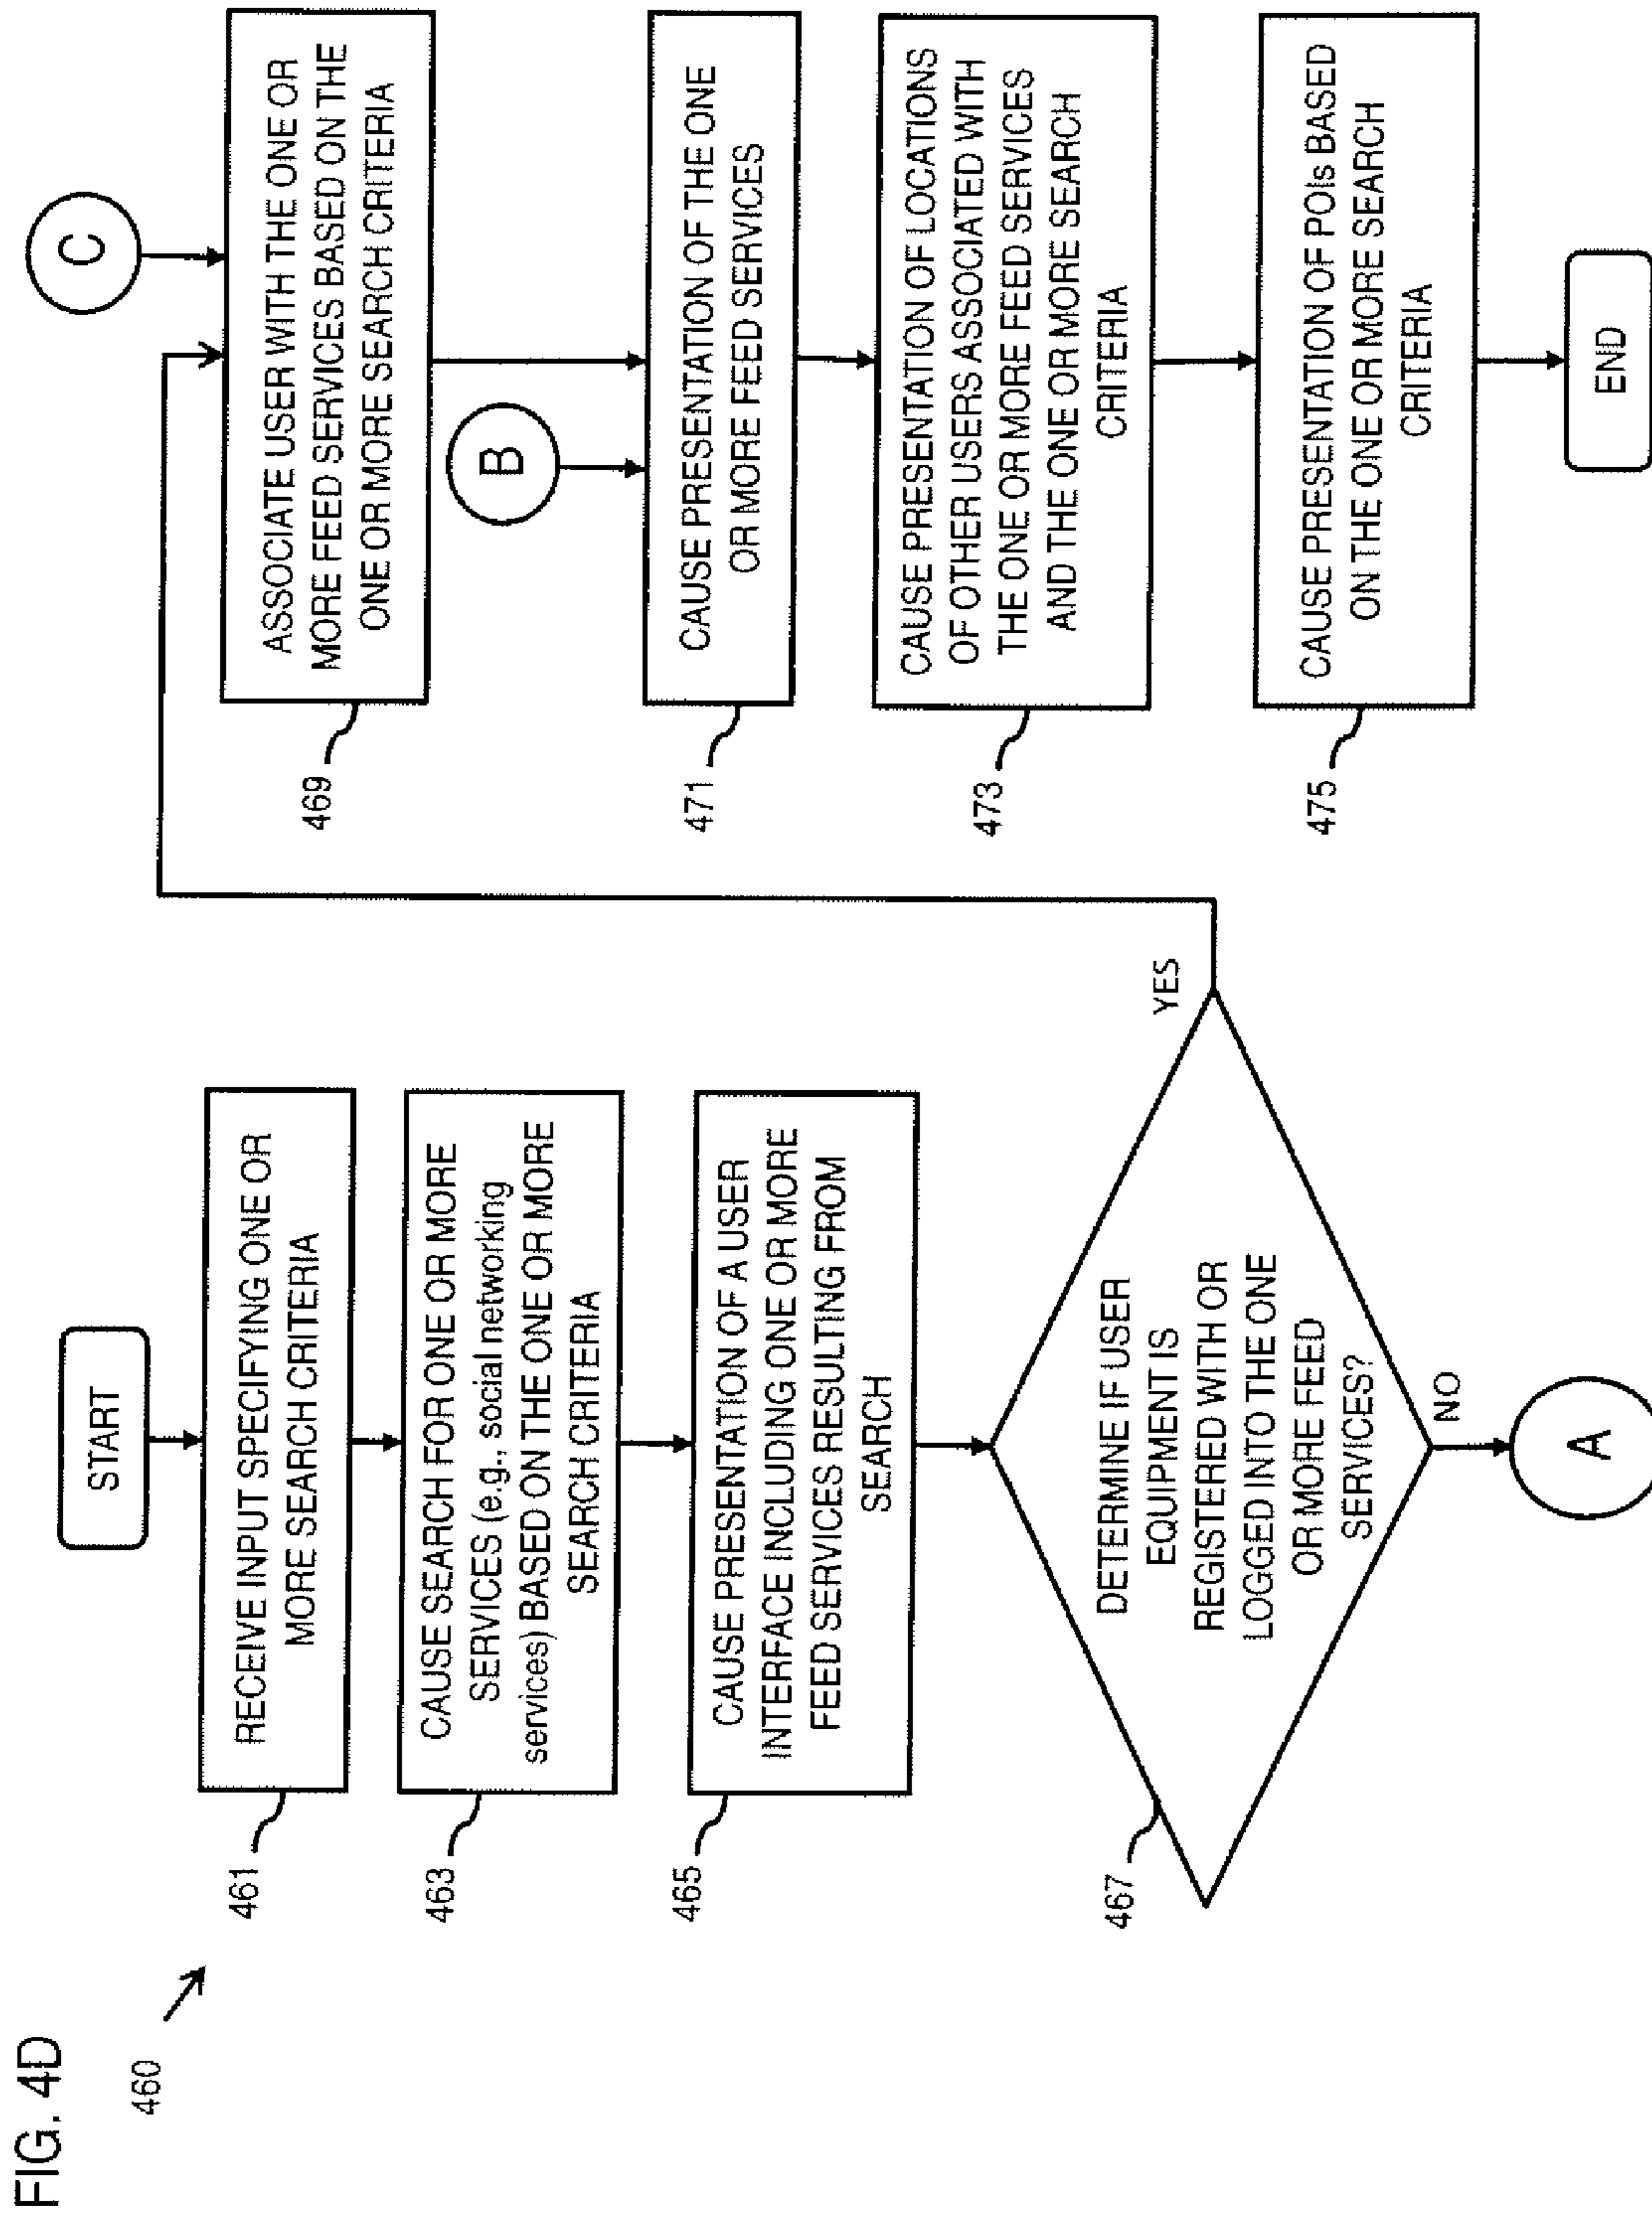 FIG. 4D
460
START
461
RECEIVE INPUT SPECIFYING ONE OR
MORE SEARCH CRITERIA
463
CAUSE SEARCH FOR ONE OR MORE
SERVICES (e.g., social networking
services) BASED ON THE ONE OR MORE
SEARCH CRITERIA
465
CAUSE PRESENTATION OF A USER
INTERFACE INCLUDING ONE OR MORE
FEED SERVICES RESULTING FROM
SEARCH
467
DETERMINE IF USER
EQUIPMENT IS
REGISTERED WITH OR
LOGGED INTO THE ONE
OR MORE FEED
SERVICES?
YES
NO
A
C
469
ASSOCIATE USER WITH THE ONE OR
MORE FEED SERVICES BASED ON THE
ONE OR MORE SEARCH CRITERIA
B
471
CAUSE PRESENTATION OF THE ONE
OR MORE FEED SERVICES
473
CAUSE PRESENTATION OF LOCATIONS
OF OTHER USERS ASSOCIATED WITH
THE ONE OR MORE FEED SERVICES
AND THE ONE OR MORE SEARCH
CRITERIA
475
CAUSE PRESENTATION OF POIs BASED
ON THE ONE OR MORE SEARCH
CRITERIA
END